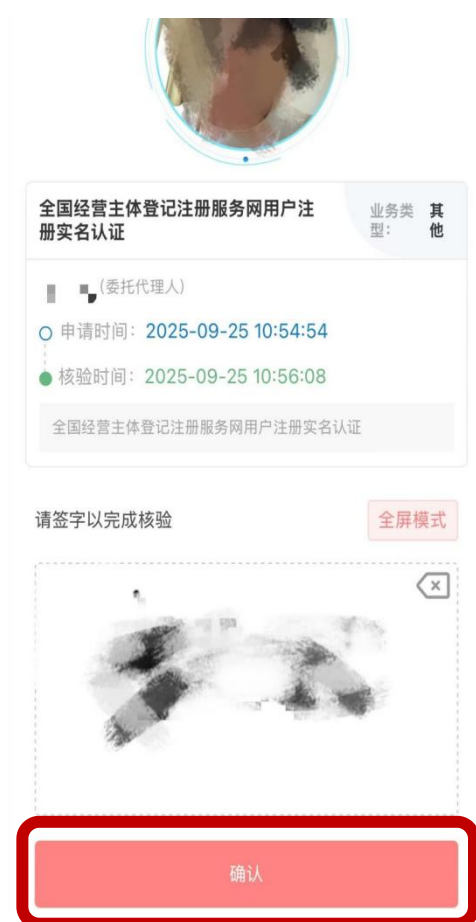 全国经营主体登记注册服务网用户注
册实名认证
业务类
型：
其
他
(委托代理人)
申请时间：2025-09-25 10:54:54
核验时间：2025-09-25 10:56:08
全国经营主体登记注册服务网用户注册实名认证
请签字以完成核验
全屏模式
确认